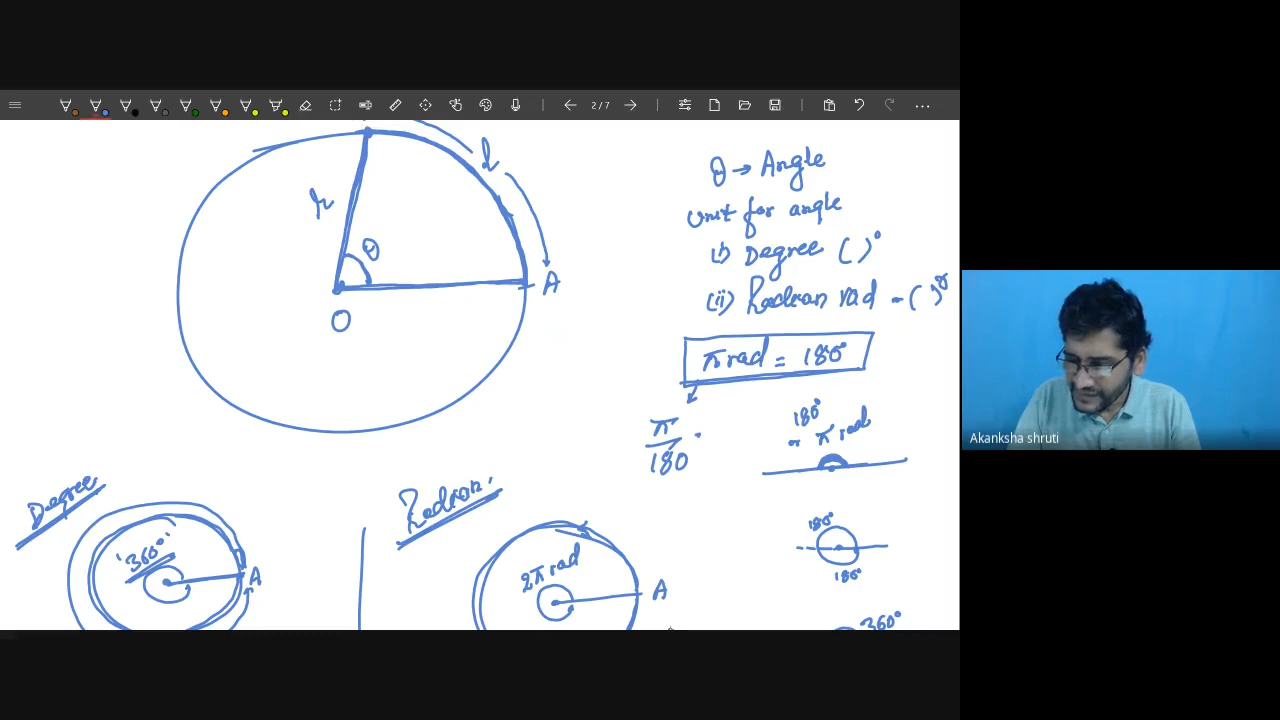 2/7
l
r
θ
A
O
θ → Angle
Unit for angle
(i) Degree ( )°
(ii) Radian rad - ( )ᶜ
π rad = 180°
π
180
180°
or π rad
Degree
360°
A
Radian
2π rad
A
180°
180°
360°
Akanksha shruti